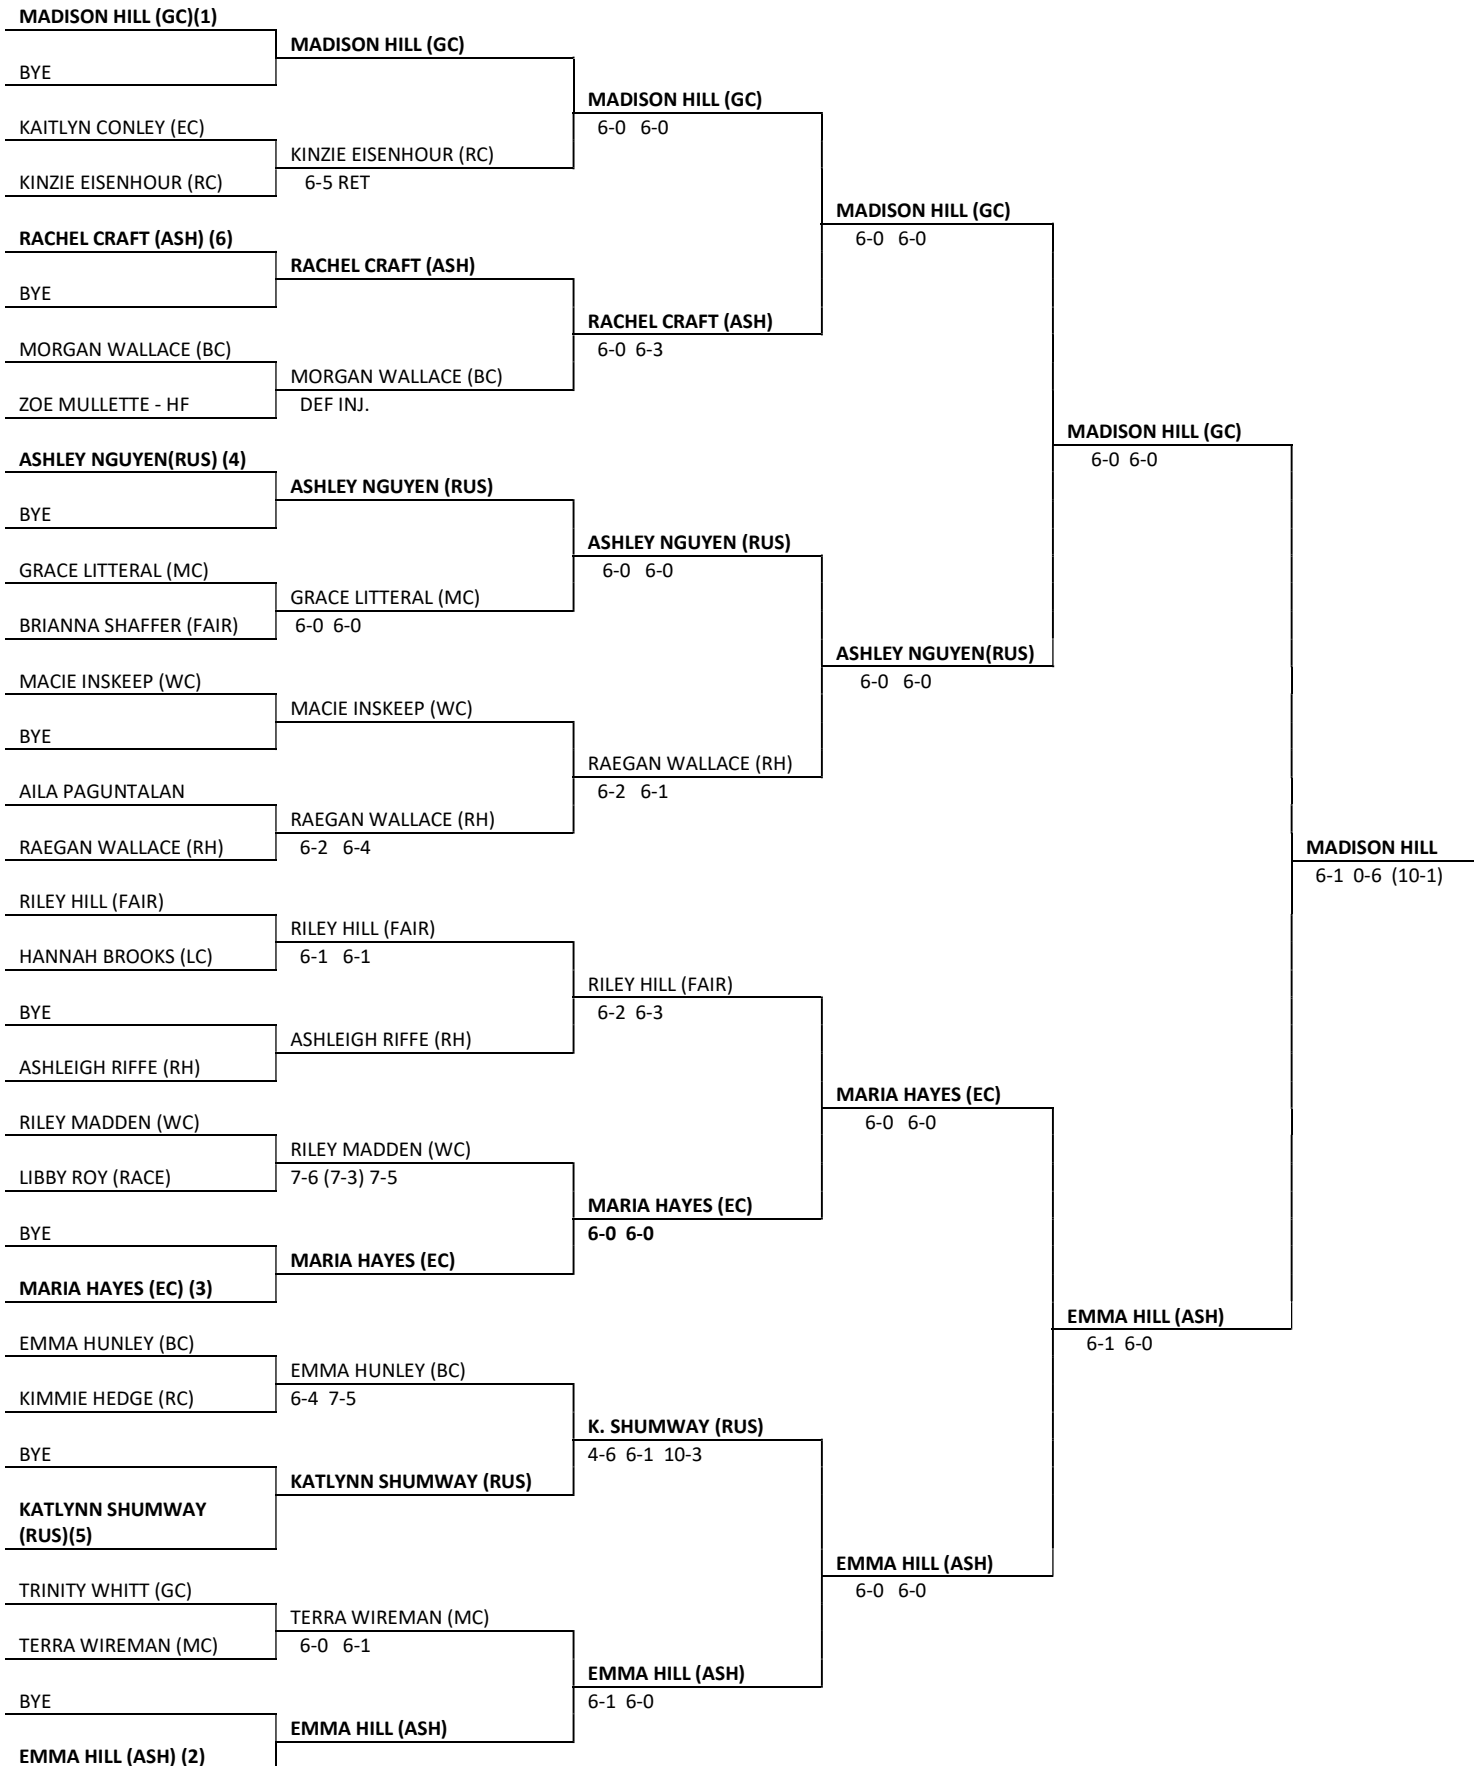 MADISON HILL (GC)(1)
BYE
KAITLYN CONLEY (EC)
KINZIE EISENHOUR (RC)
RACHEL CRAFT (ASH) (6)
BYE
MORGAN WALLACE (BC)
ZOE MULLETTE - HF
ASHLEY NGUYEN(RUS) (4)
BYE
GRACE LITTERAL (MC)
BRIANNA SHAFFER (FAIR)
MACIE INSKEEP (WC)
BYE
AILA PAGUNTALAN
RAEGAN WALLACE (RH)
RILEY HILL (FAIR)
HANNAH BROOKS (LC)
BYE
ASHLEIGH RIFFE (RH)
RILEY MADDEN (WC)
LIBBY ROY (RACE)
BYE
MARIA HAYES (EC) (3)
EMMA HUNLEY (BC)
KIMMIE HEDGE (RC)
BYE
KATLYNN SHUMWAY
(RUS)(5)
TRINITY WHITT (GC)
TERRA WIREMAN (MC)
BYE
EMMA HILL (ASH) (2)
MADISON HILL (GC)
KINZIE EISENHOUR (RC)
6-5 RET
RACHEL CRAFT (ASH)
MORGAN WALLACE (BC)
DEF INJ.
ASHLEY NGUYEN (RUS)
GRACE LITTERAL (MC)
6-0 6-0
MACIE INSKEEP (WC)
RAEGAN WALLACE (RH)
6-2 6-4
RILEY HILL (FAIR)
6-1 6-1
ASHLEIGH RIFFE (RH)
RILEY MADDEN (WC)
7-6 (7-3) 7-5
MARIA HAYES (EC)
EMMA HUNLEY (BC)
6-4 7-5
KATLYNN SHUMWAY (RUS)
TERRA WIREMAN (MC)
6-0 6-1
EMMA HILL (ASH)
MADISON HILL (GC)
6-0 6-0
RACHEL CRAFT (ASH)
6-0 6-3
ASHLEY NGUYEN (RUS)
6-0 6-0
RAEGAN WALLACE (RH)
6-2 6-1
RILEY HILL (FAIR)
6-2 6-3
MARIA HAYES (EC)
6-0 6-0
K. SHUMWAY (RUS)
4-6 6-1 10-3
EMMA HILL (ASH)
6-1 6-0
MADISON HILL (GC)
6-0 6-0
ASHLEY NGUYEN(RUS)
6-0 6-0
MARIA HAYES (EC)
6-0 6-0
EMMA HILL (ASH)
6-0 6-0
MADISON HILL (GC)
6-0 6-0
EMMA HILL (ASH)
6-1 6-0
MADISON HILL
6-1 0-6 (10-1)